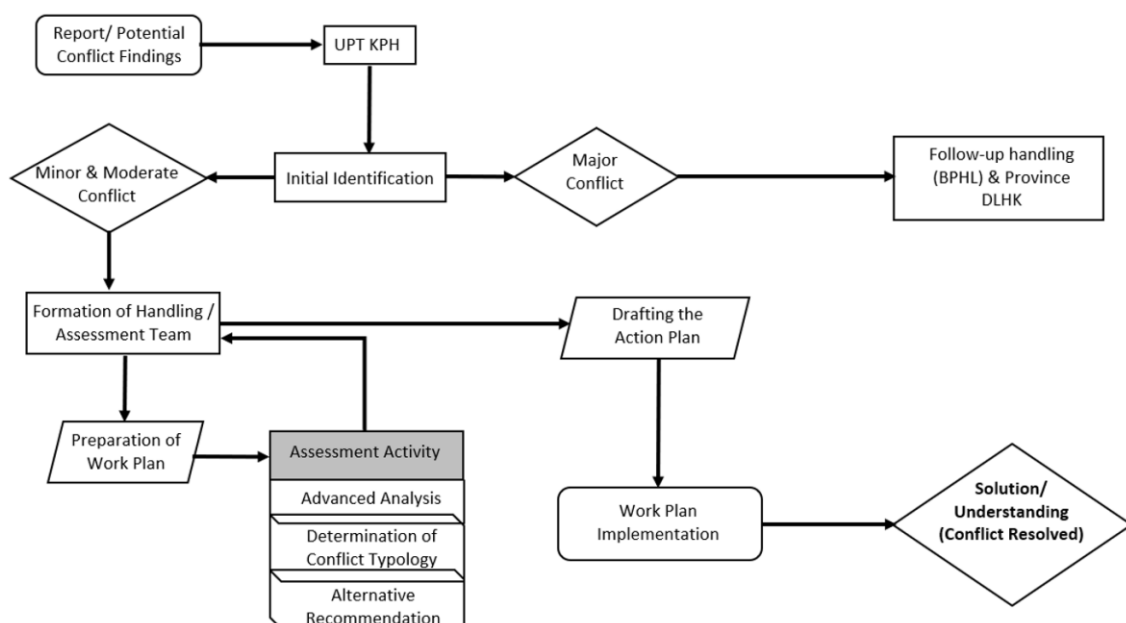 Report/ Potential
Conflict Findings
UPT KPH
Minor & Moderate
Conflict
Initial Identification
Major
Conflict
Follow-up handling
(BPHL) & Province
DLHK
Formation of Handling /
Assessment Team
Drafting the
Action Plan
Preparation of
Work Plan
Assessment Activity
Advanced Analysis
Determination of
Conflict Typology
Alternative
Recommendation
Work Plan
Implementation
Solution/
Understanding
(Conflict Resolved)